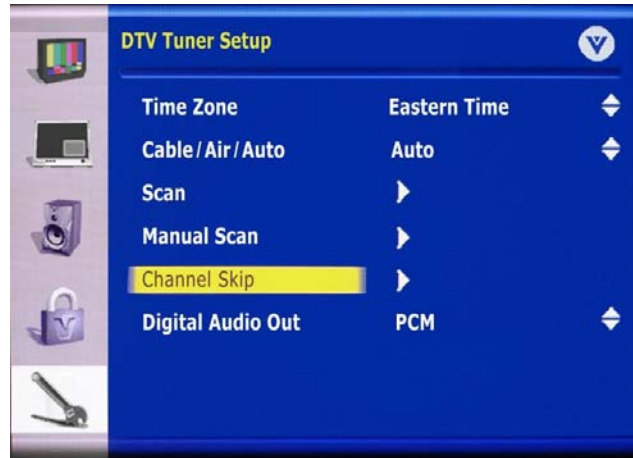 DTV Tuner Setup
V
Time Zone Eastern Time
Cable/Air/Auto Auto
Scan
Manual Scan
Channel Skip
Digital Audio Out PCM
V